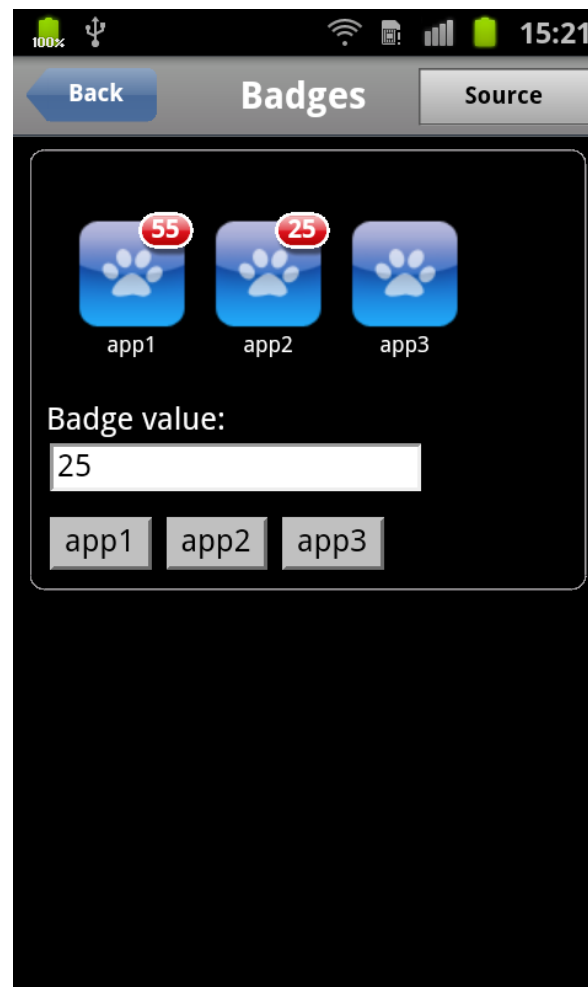 100% 15:21
Back Badges Source
55 25
app1 app2 app3
Badge value:
25
app1 app2 app3